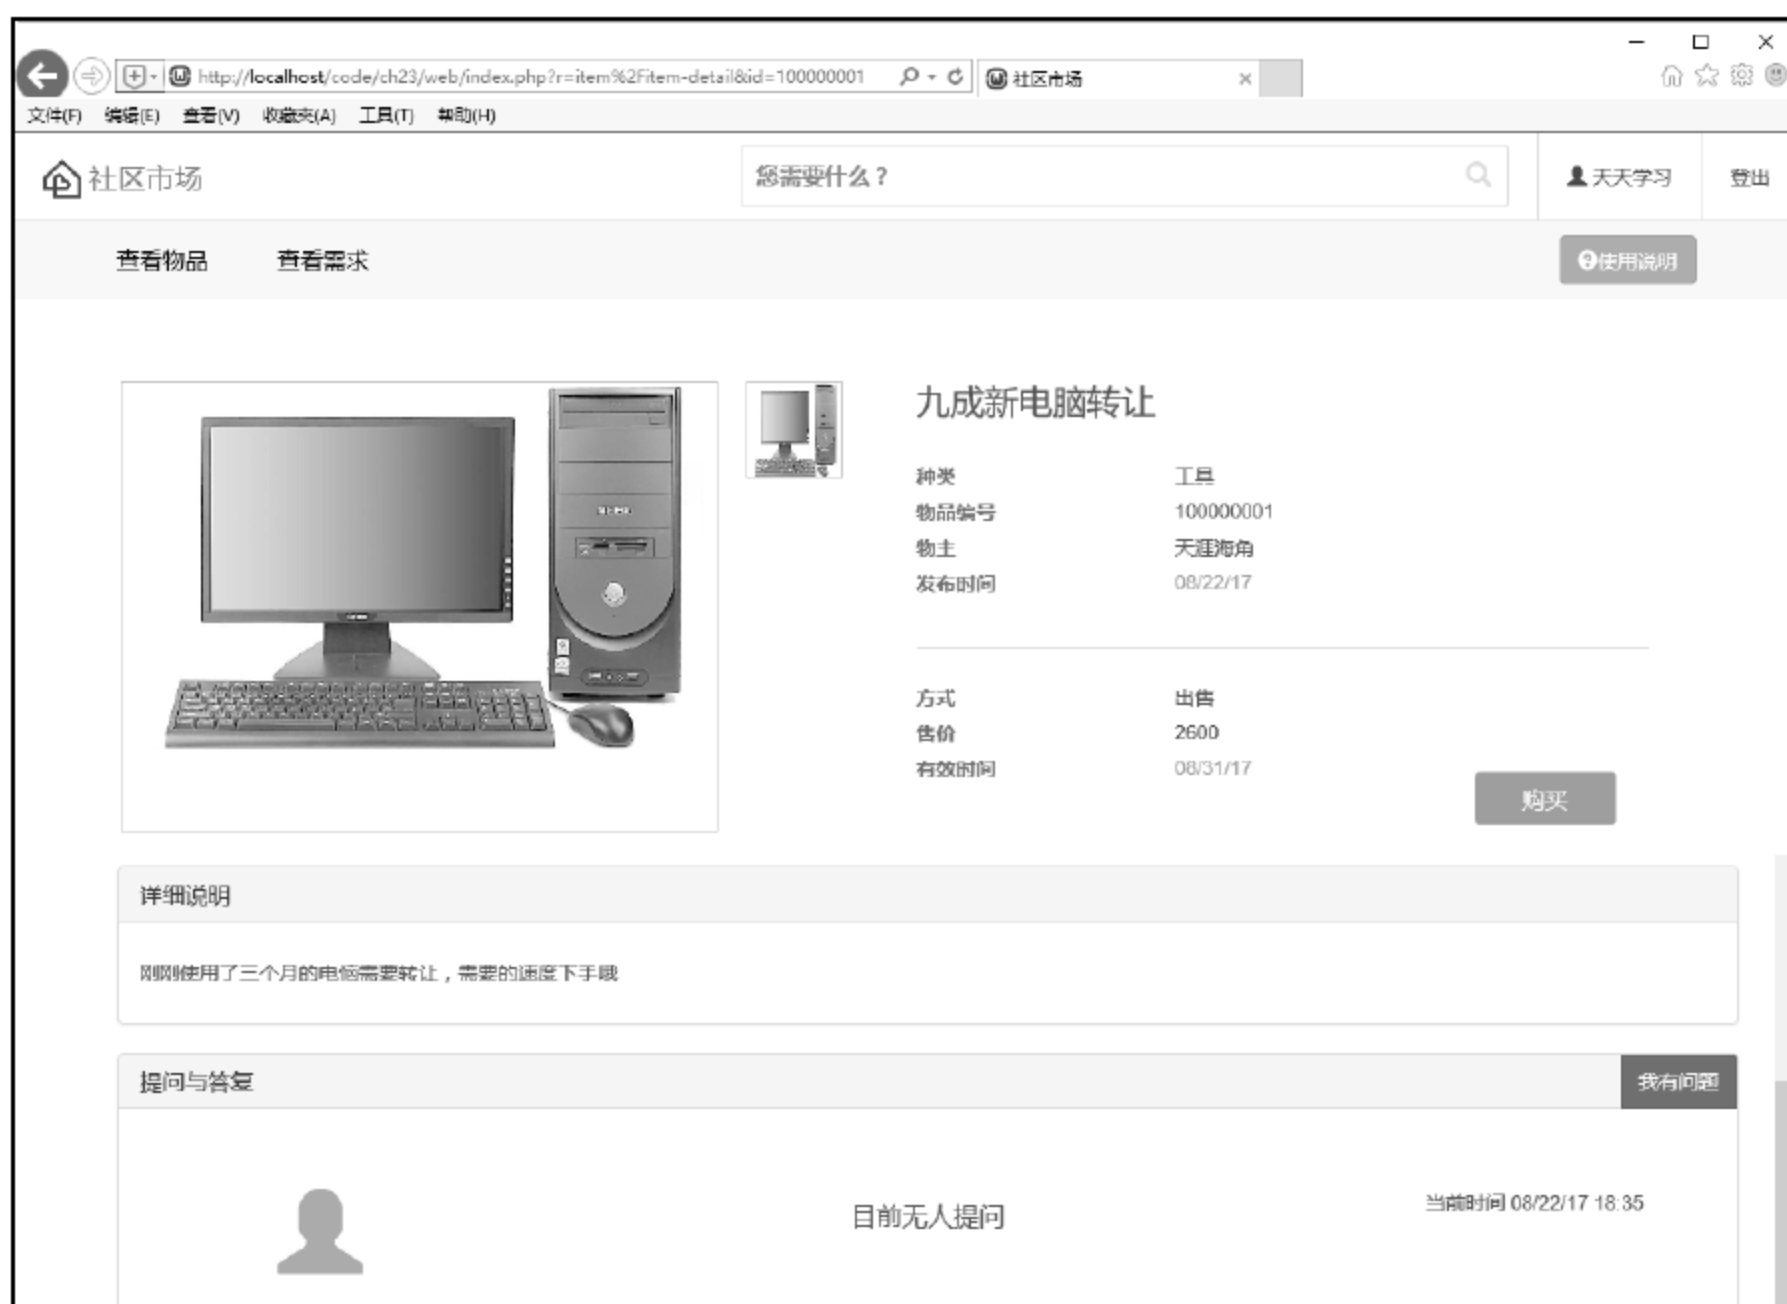 http://localhost/code/ch23/web/index.php?r=item%2Fitem-detail&id=100000001 社区市场
文件(F) 编辑(E) 查看(V) 收藏夹(A) 工具(T) 帮助(H)
社区市场 您需要什么？ 天天学习 登出
查看物品 查看需求 使用说明
九成新电脑转让
种类 工具
物品编号 100000001
物主 天涯海角
发布时间 08/22/17
方式 出售
售价 2600
有效时间 08/31/17
购买
详细说明
刚刚使用了三个月的电恼需要转让，需要的速度下手哦
提问与答复 我有问题
目前无人提问 当前时间 08/22/17 18:35